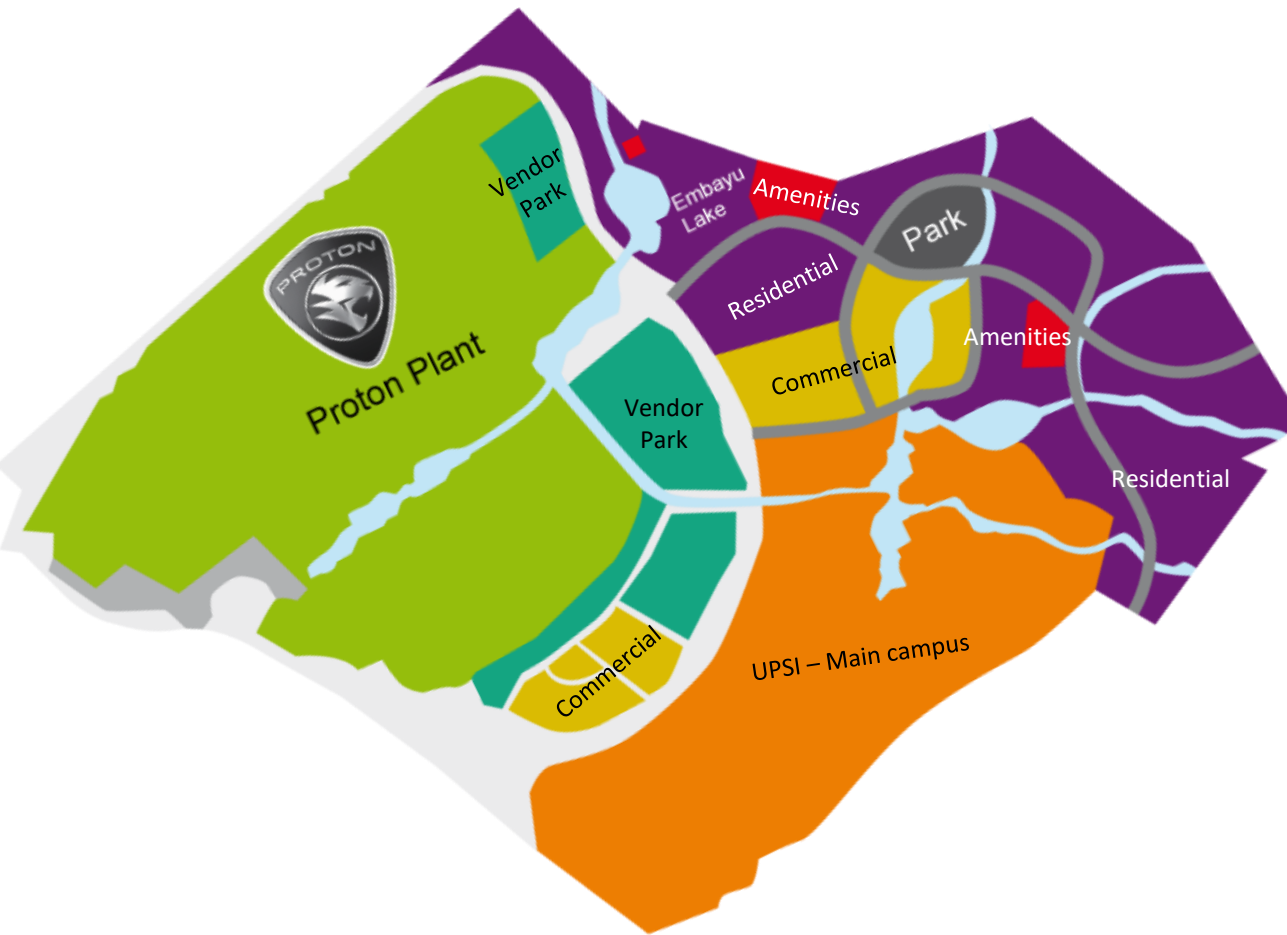 Vendor
Park
Embayu
Lake
Amenities
Park
PROTON
Residential
Proton Plant
Commercial
Amenities
Vendor
Park
Residential
Commercial
UPSI – Main campus